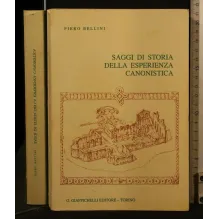 PIERO BELLINI
SAGGI DI STORIA
DELLA ESPERIENZA
CANONISTICA
G. GIAPPICHELLI EDITORE - TORINO